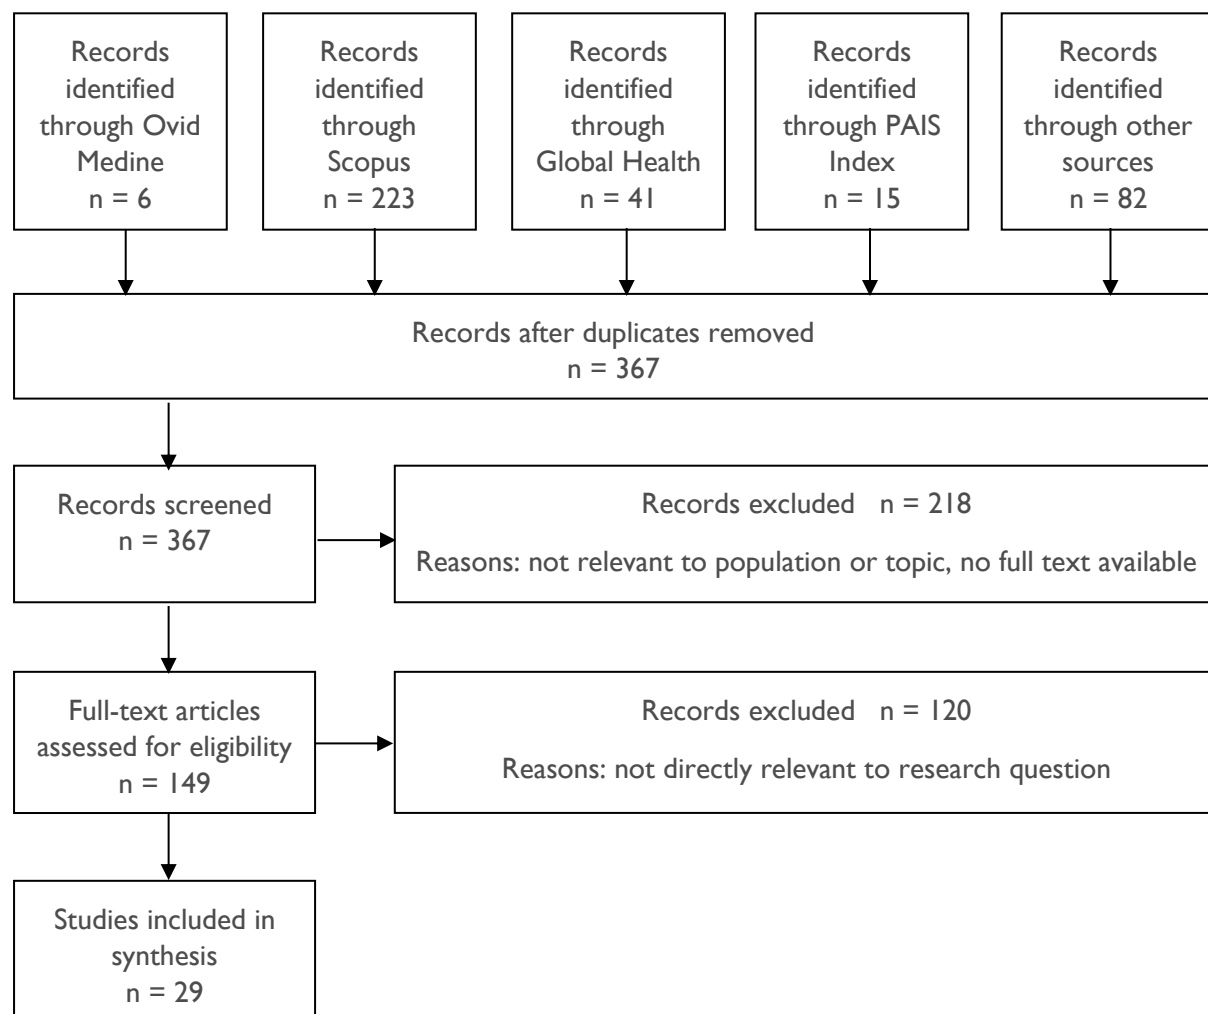 Records
identified
through Ovid
Medine
n = 6
Records
identified
through
Scopus
n = 223
Records
identified
through
Global Health
n = 41
Records
identified
through PAIS
Index
n = 15
Records
identified
through other
sources
n = 82
Records after duplicates removed
n = 367
Records screened
n = 367
Records excluded n = 218
Reasons: not relevant to population or topic, no full text available
Full-text articles
assessed for eligibility
n = 149
Records excluded n = 120
Reasons: not directly relevant to research question
Studies included in
synthesis
n = 29